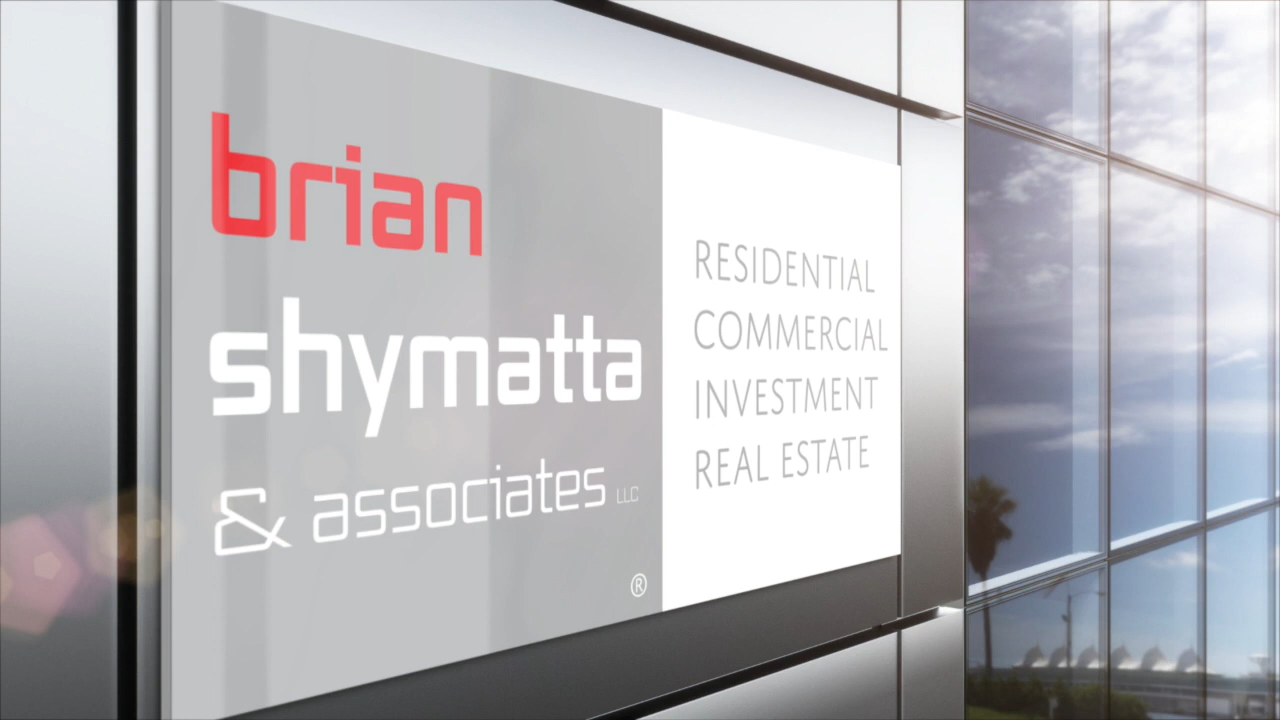 brian
shymatta
& associates LLC
®
RESIDENTIAL
COMMERCIAL
INVESTMENT
REAL ESTATE